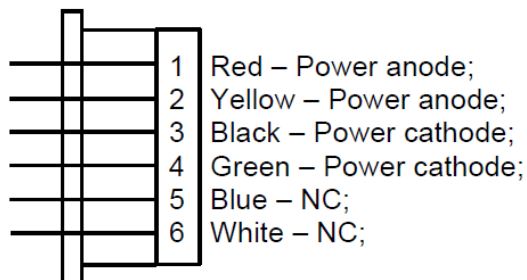 1 Red – Power anode;
2 Yellow – Power anode;
3 Black – Power cathode;
4 Green – Power cathode;
5 Blue – NC;
6 White – NC;